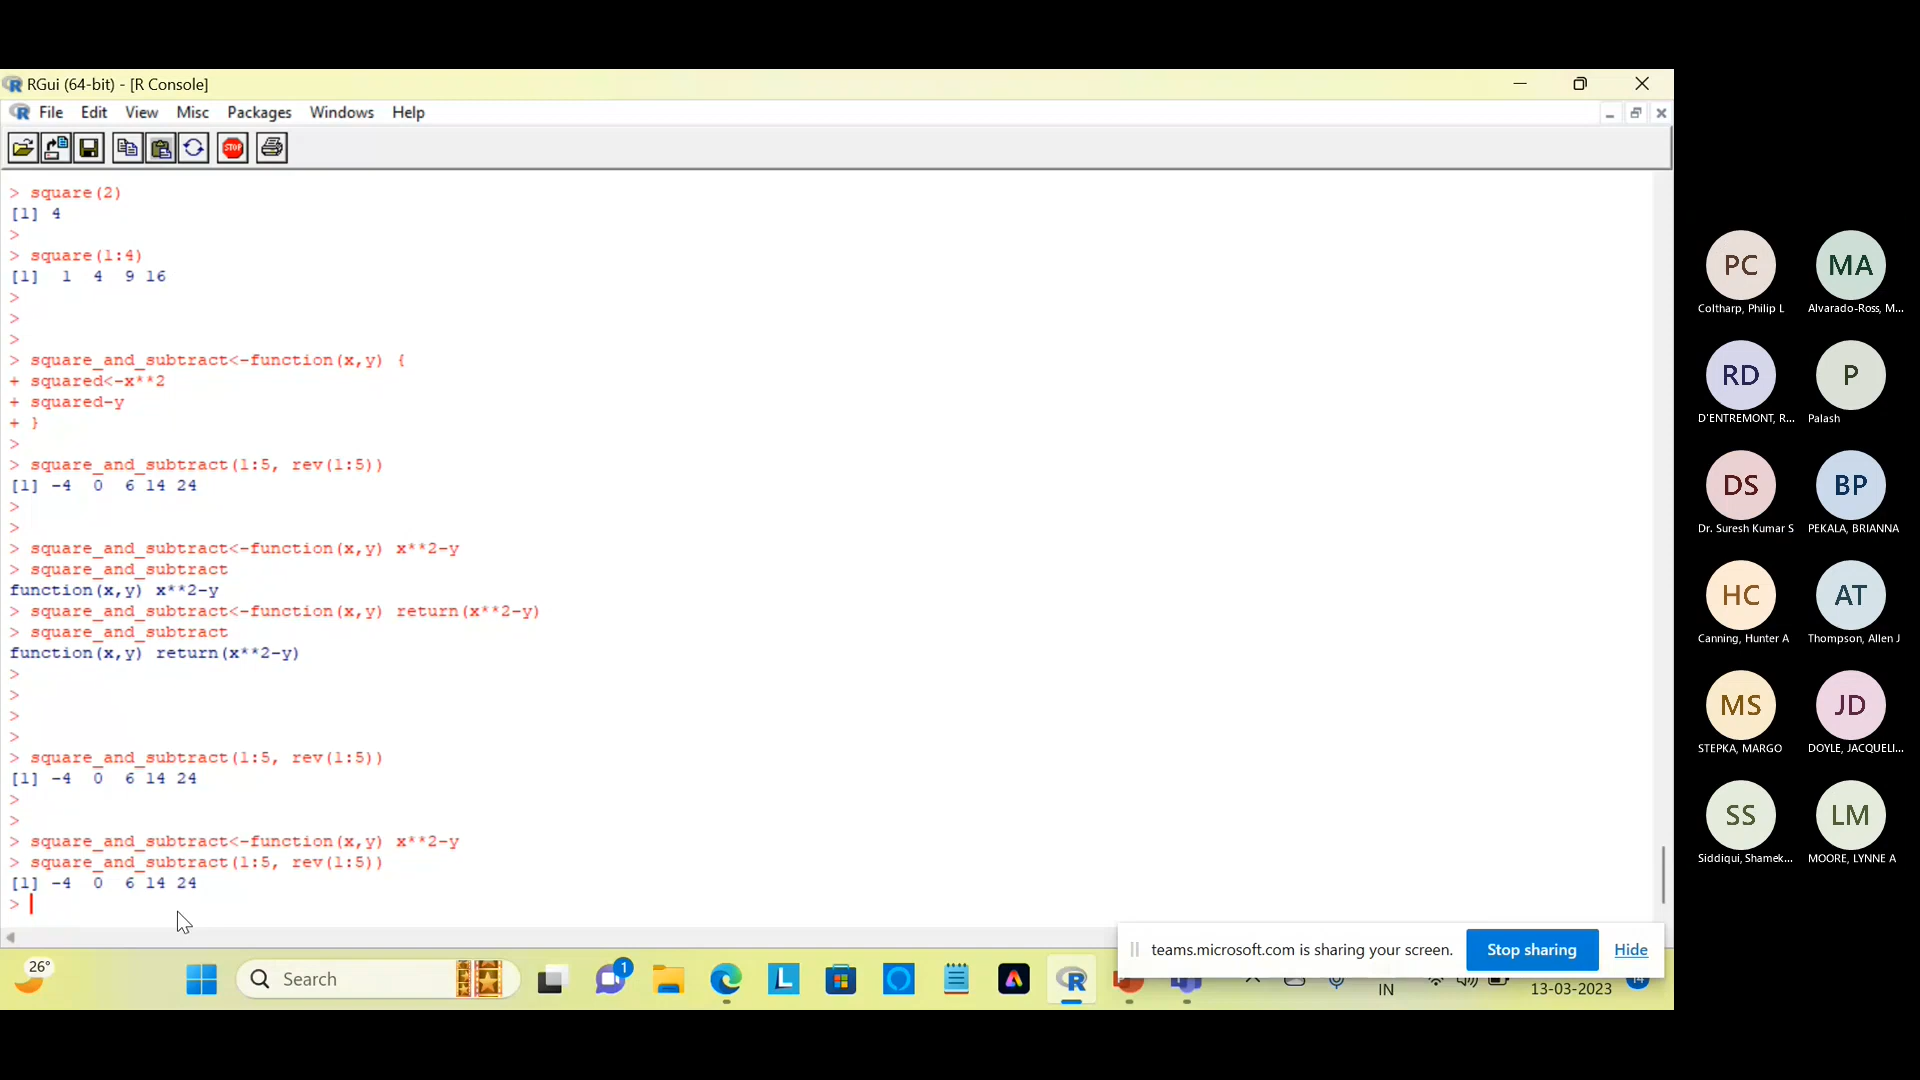 RGui (64-bit) - [R Console]
File Edit View Misc Packages Windows Help
STOP
> square(2)
[1] 4
>
> square(1:4)
[1]  1  4  9 16
>
>
>
> square_and_subtract<-function(x,y) {
+ squared<-x**2
+ squared-y
+ }
>
> square_and_subtract(1:5, rev(1:5))
[1] -4  0  6 14 24
>
>
> square_and_subtract<-function(x,y) x**2-y
> square_and_subtract
function(x,y) x**2-y
> square_and_subtract<-function(x,y) return(x**2-y)
> square_and_subtract
function(x,y) return(x**2-y)
>
>
>
>
> square_and_subtract(1:5, rev(1:5))
[1] -4  0  6 14 24
>
>
> square_and_subtract<-function(x,y) x**2-y
> square_and_subtract(1:5, rev(1:5))
[1] -4  0  6 14 24
>
teams.microsoft.com is sharing your screen. Stop sharing Hide
26°
Search
1
L
IN
13-03-2023
PC MA
Coltharp, Philip L Alvarado-Ross, M...
RD P
D'ENTREMONT, R... Palash
DS BP
Dr. Suresh Kumar S PEKALA, BRIANNA
HC AT
Canning, Hunter A Thompson, Allen J
MS JD
STEPKA, MARGO DOYLE, JACQUELI...
SS LM
Siddiqui, Shamek... MOORE, LYNNE A